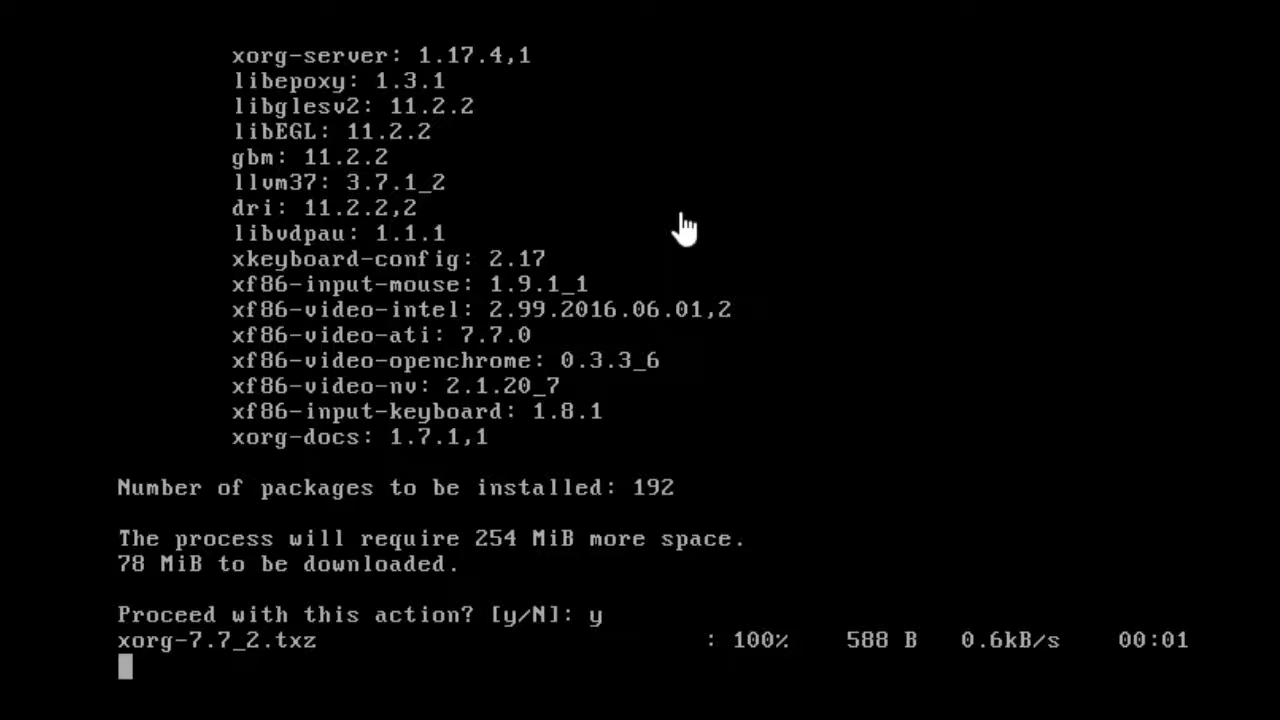 xorg-server: 1.17.4,1
libepoxy: 1.3.1
libglesv2: 11.2.2
libEGL: 11.2.2
gbm: 11.2.2
llvm37: 3.7.1_2
dri: 11.2.2,2
libvdpau: 1.1.1
xkeyboard-config: 2.17
xf86-input-mouse: 1.9.1_1
xf86-video-intel: 2.99.2016.06.01,2
xf86-video-ati: 7.7.0
xf86-video-openchrome: 0.3.3_6
xf86-video-nv: 2.1.20_7
xf86-input-keyboard: 1.8.1
xorg-docs: 1.7.1,1
Number of packages to be installed: 192
The process will require 254 MiB more space.
78 MiB to be downloaded.
Proceed with this action? [y/N]: y
xorg-7.7_2.txz : 100% 588 B 0.6kB/s 00:01